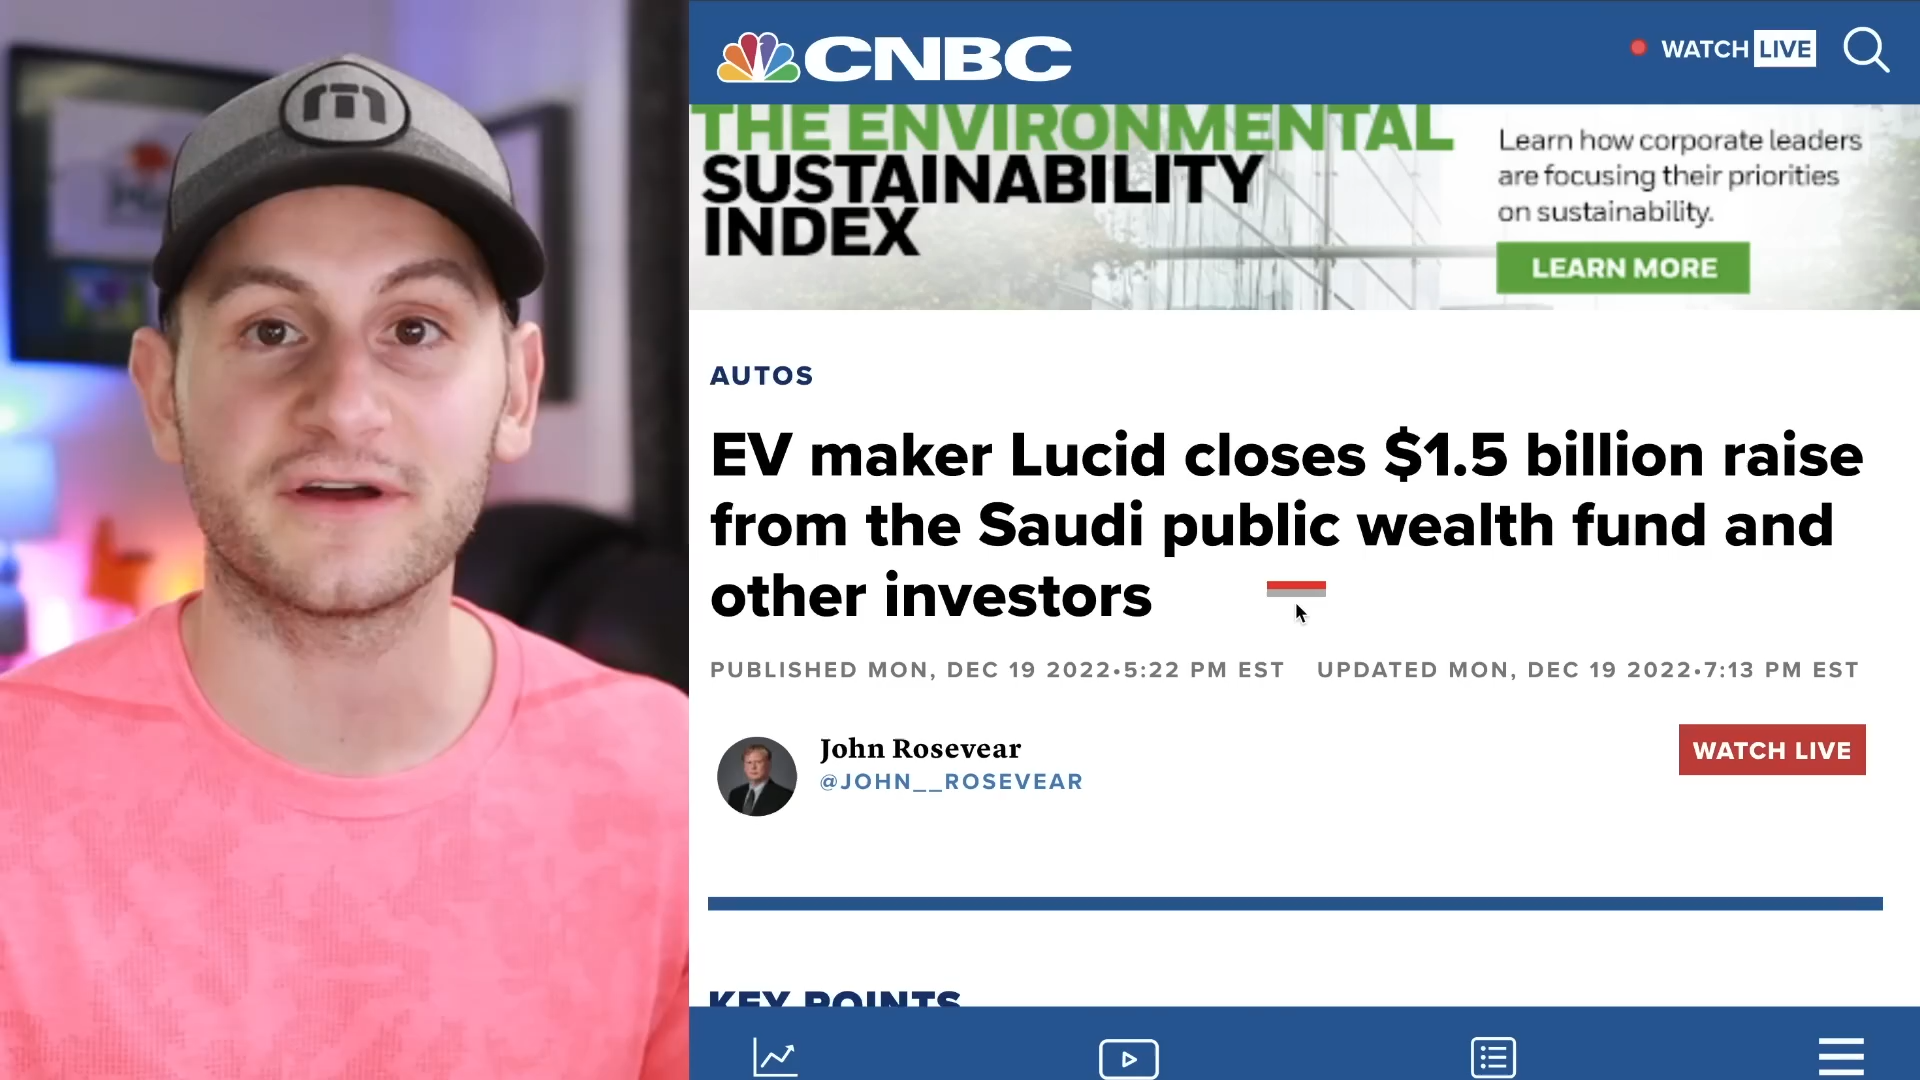 CNBC
WATCH LIVE
THE ENVIRONMENTAL
SUSTAINABILITY
INDEX
Learn how corporate leaders
are focusing their priorities
on sustainability.
LEARN MORE
AUTOS
EV maker Lucid closes $1.5 billion raise
from the Saudi public wealth fund and
other investors
PUBLISHED MON, DEC 19 2022•5:22 PM EST UPDATED MON, DEC 19 2022•7:13 PM EST
John Rosevear
@JOHN__ROSEVEAR
WATCH LIVE
KEY POINTS